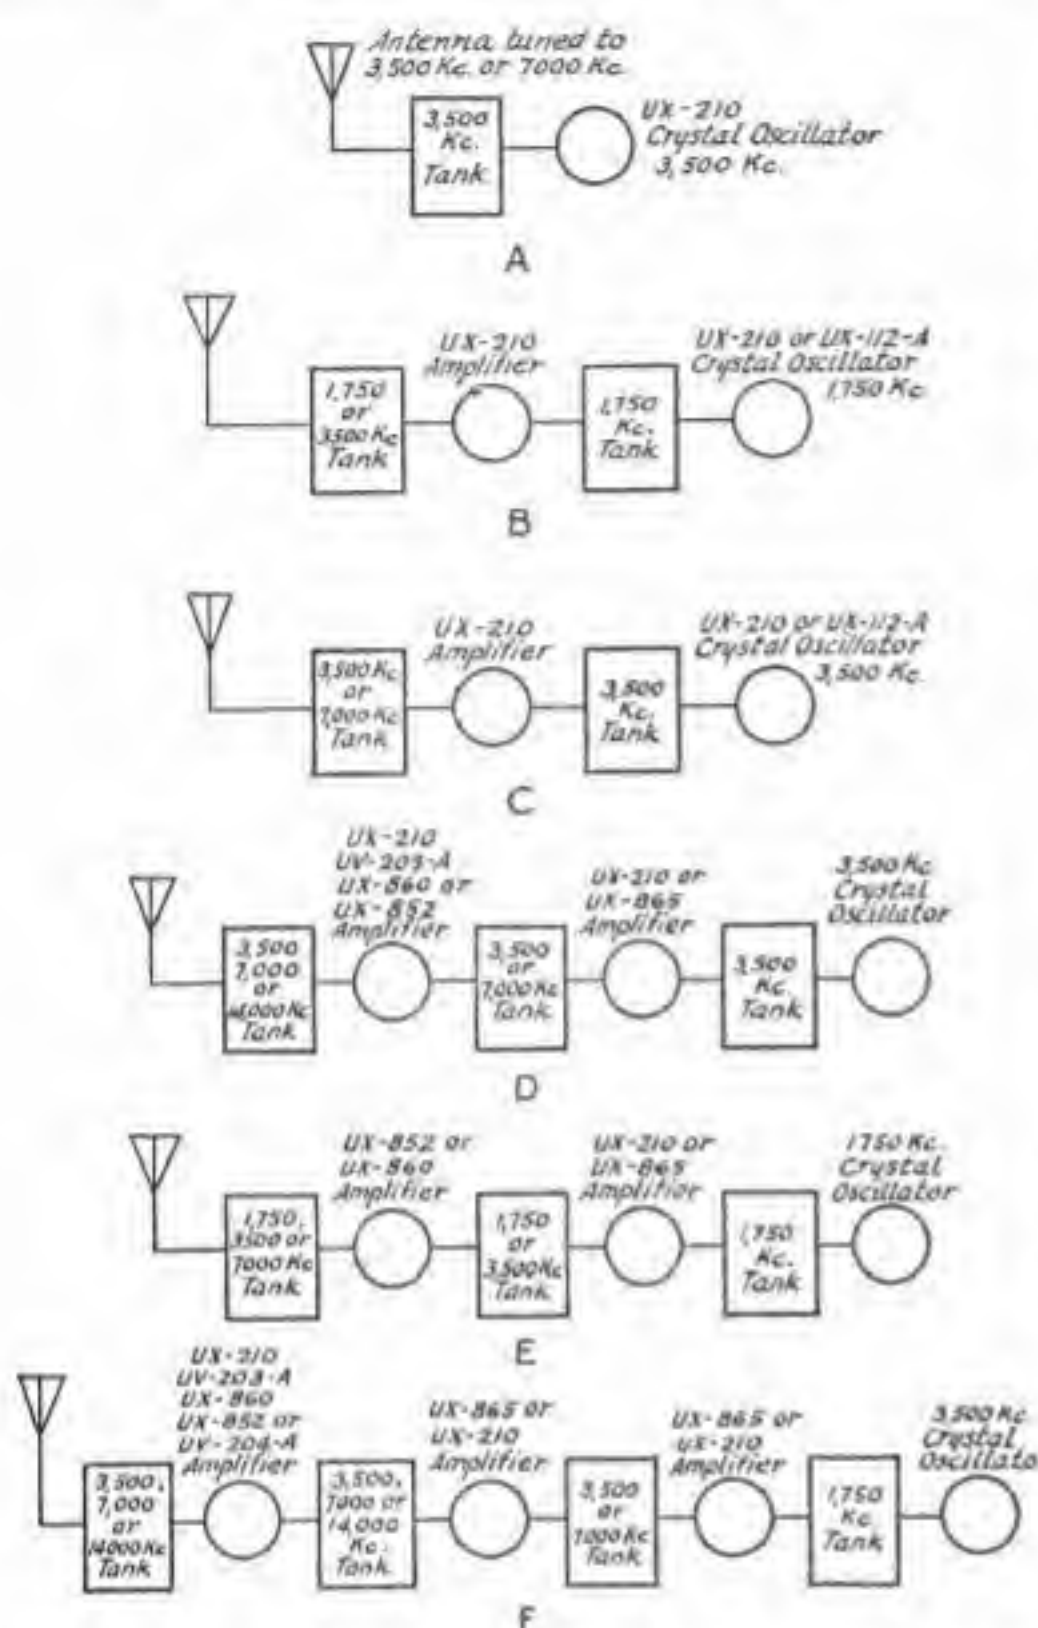 Antenna tuned to
3,500 Kc. or 7000 Kc.
3,500
Kc.
Tank
UX-210
Crystal Oscillator
3,500 Kc.
A
UX-210
Amplifier
UX-210 or UX-112-A
Crystal Oscillator
1,750 Kc.
1,750
or
3500 Kc
Tank
1,750
Kc.
Tank
B
UX-210
Amplifier
UX-210 or UX-112-A
Crystal Oscillator
3,500 Kc.
3,500 Kc
or
7,000 Kc
Tank
3,500
Kc.
Tank
C
UX-210
UV-203-A
UX-860 or
UX-852
Amplifier
UX-210 or
UX-865
Amplifier
3,500 Kc
Crystal
Oscillator
3,500
7,000
or
14,000 Kc
Tank
3,500
or
7,000 Kc
Tank
3,500
Kc.
Tank
D
UX-852 or
UX-860
Amplifier
UX-210 or
UX-865
Amplifier
1750 Kc.
Crystal
Oscillator
1,750,
3500 or
7000 Kc
Tank
1,750
or
3,500 Kc
Tank
1,750
Kc.
Tank
E
UX-210
UV-203-A
UX-860
UX-852 or
UV-204-A
Amplifier
UX-865 or
UX-210
Amplifier
UX-865 or
UX-210
Amplifier
3,500 Kc
Crystal
Oscillator
3,500,
7,000
or
14000 Kc
Tank
3,500,
7000 or
14,000
Kc.
Tank
3,500
or
7000 Kc
Tank
1,750
Kc.
Tank
F